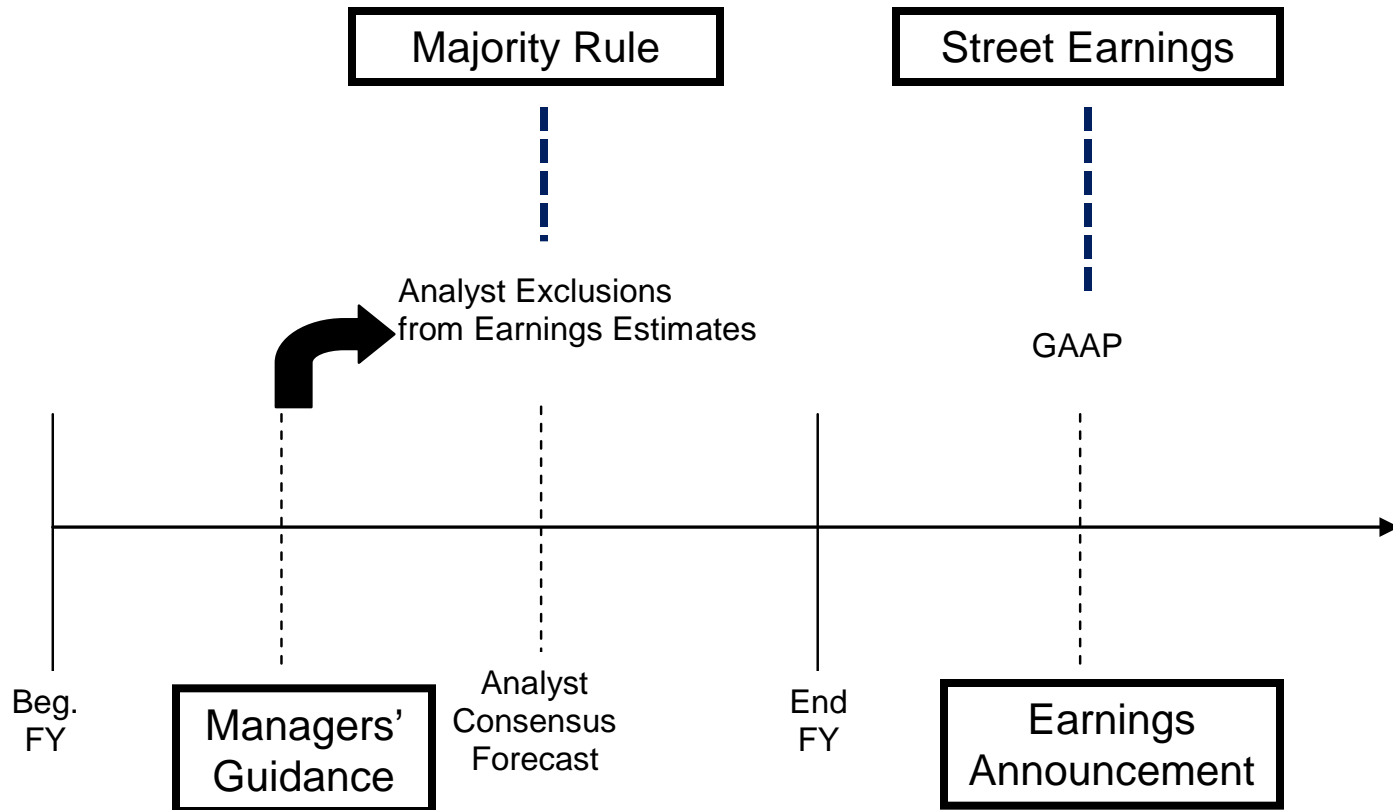 Majority Rule
Street Earnings
Analyst Exclusions
from Earnings Estimates
GAAP
Beg.
FY
Managers’
Guidance
Analyst
Consensus
Forecast
End
FY
Earnings
Announcement